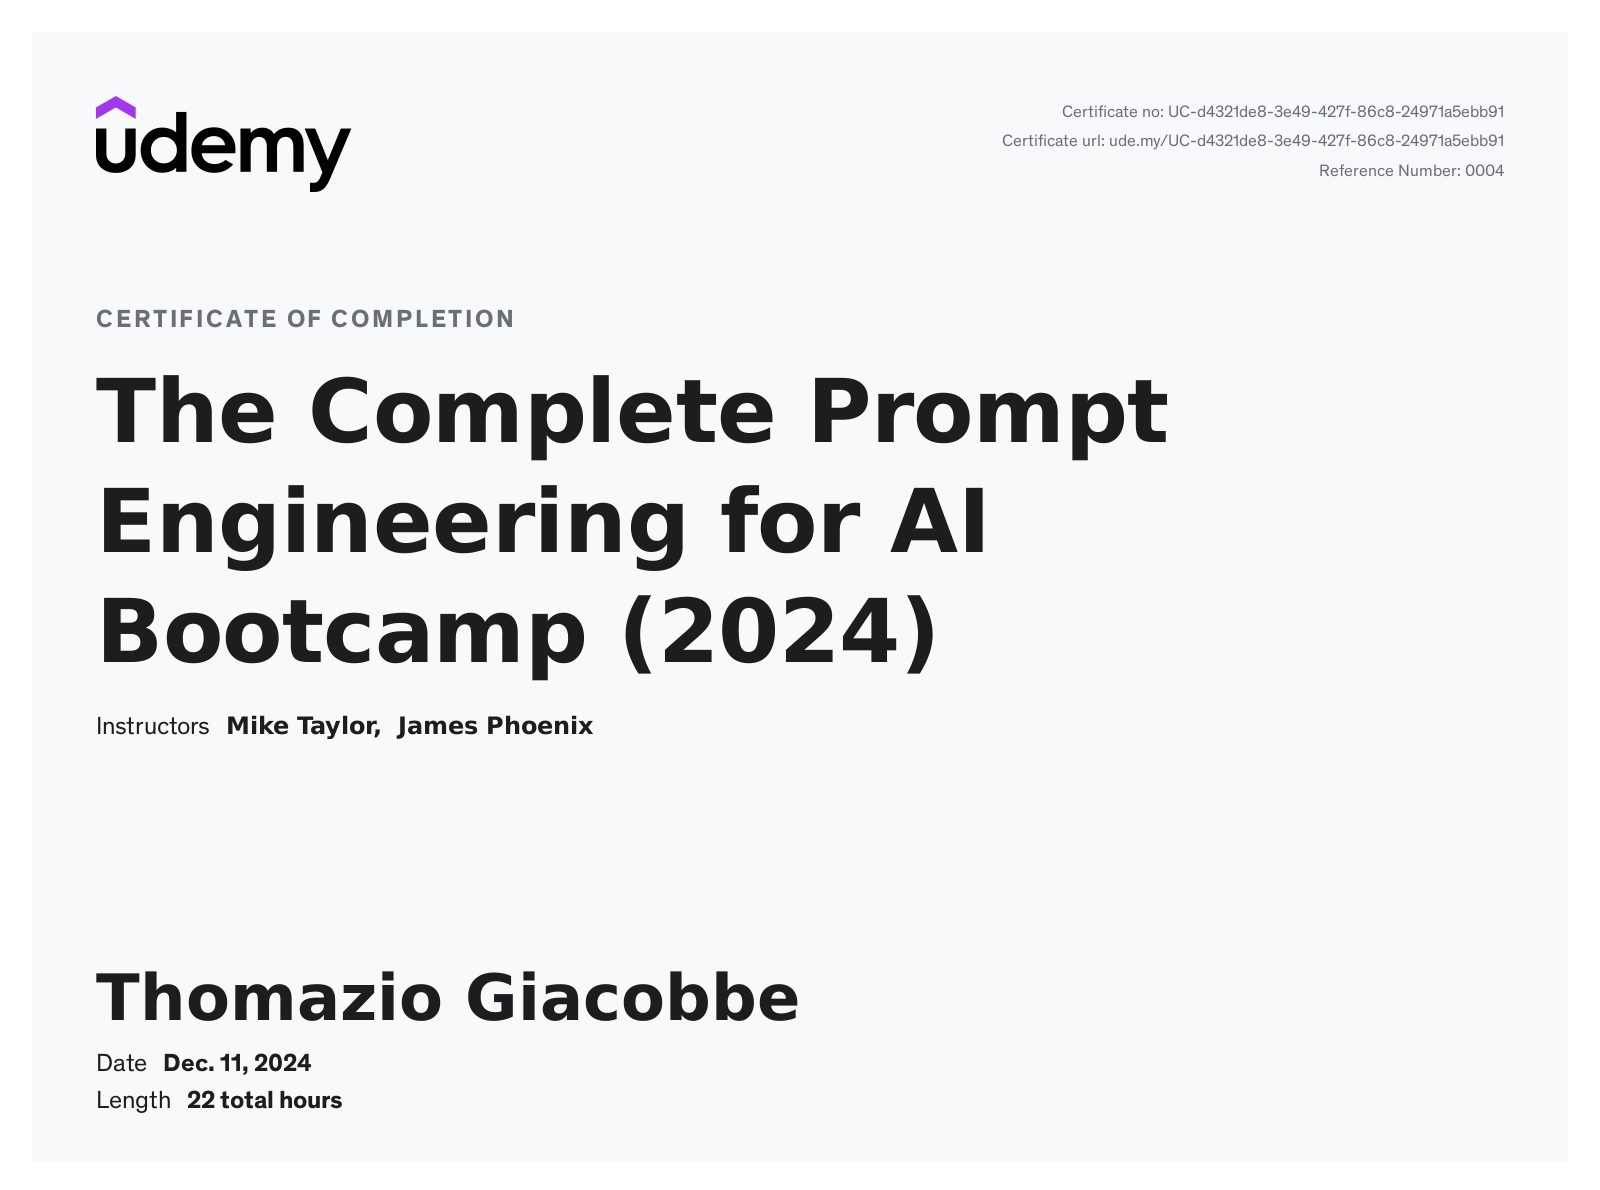 udemy
Certificate no: UC-d4321de8-3e49-427f-86c8-24971a5ebb91
Certificate url: ude.my/UC-d4321de8-3e49-427f-86c8-24971a5ebb91
Reference Number: 0004
CERTIFICATE OF COMPLETION
The Complete Prompt
Engineering for AI
Bootcamp (2024)
Instructors Mike Taylor, James Phoenix
Thomazio Giacobbe
Date Dec. 11, 2024
Length 22 total hours